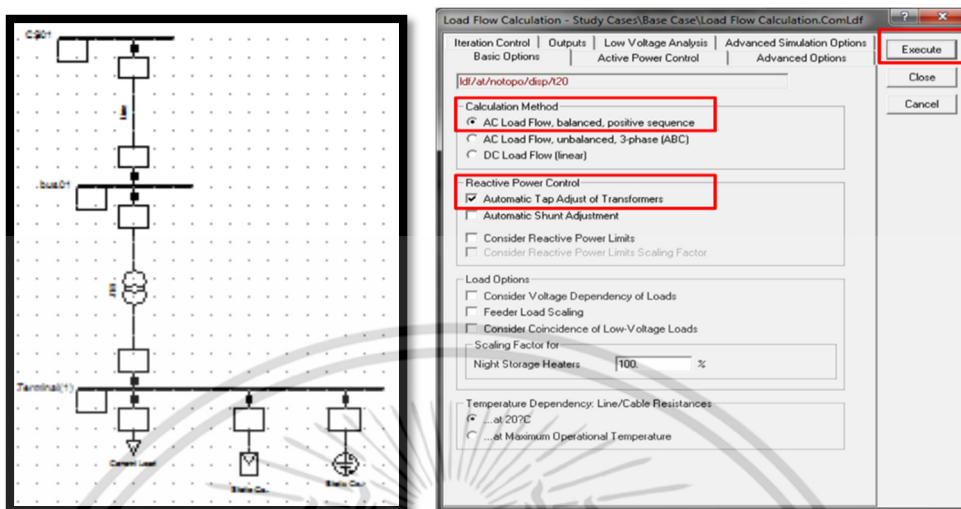 CB01
Line
bus01
Terminal(1)
General Load
Static Ge..
Load Flow Calculation - Study Cases\Base Case\Load Flow Calculation.ComLdf
Iteration Control
Outputs
Low Voltage Analysis
Advanced Simulation Options
Basic Options
Active Power Control
Advanced Options
Execute
Close
Cancel
ldf/at/notopo/disp/t20
Calculation Method
AC Load Flow, balanced, positive sequence
AC Load Flow, unbalanced, 3-phase (ABC)
DC Load Flow (linear)
Reactive Power Control
Automatic Tap Adjust of Transformers
Automatic Shunt Adjustment
Consider Reactive Power Limits
Consider Reactive Power Limits Scaling Factor
Load Options
Consider Voltage Dependency of Loads
Feeder Load Scaling
Consider Coincidence of Low-Voltage Loads
Scaling Factor for
Night Storage Heaters 100. %
Temperature Dependency: Line/Cable Resistances
...at 20?C
...at Maximum Operational Temperature